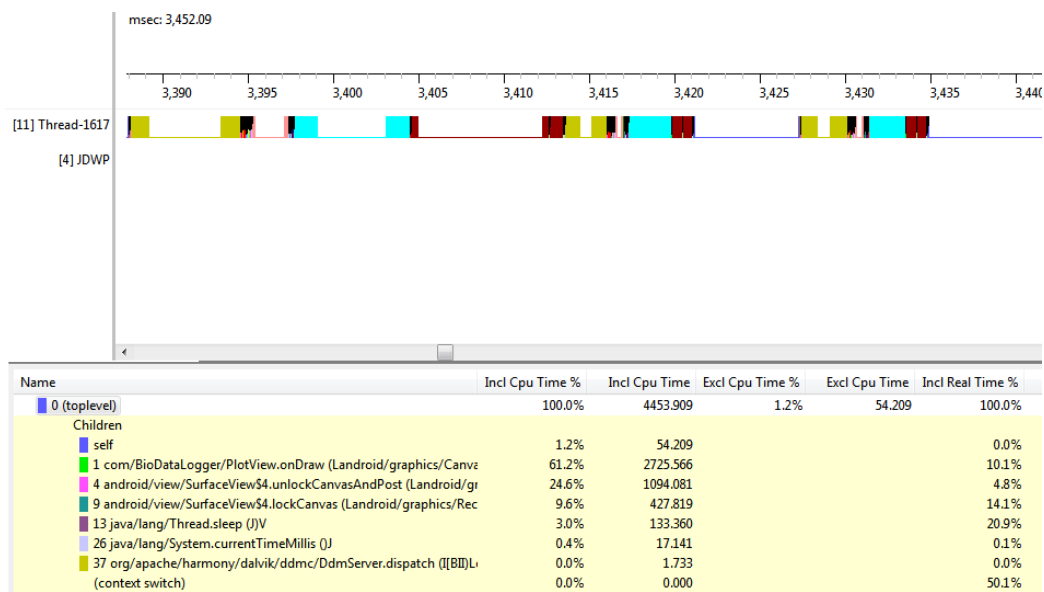 msec: 3,452.09
3,390 3,395 3,400 3,405 3,410 3,415 3,420 3,425 3,430 3,435 3,440
[11] Thread-1617
[4] JDWP
Name Incl Cpu Time % Incl Cpu Time Excl Cpu Time % Excl Cpu Time Incl Real Time %
0 (toplevel) 100.0% 4453.909 1.2% 54.209 100.0%
Children
self 1.2% 54.209 0.0%
1 com/BioDataLogger/PlotView.onDraw (Landroid/graphics/Canva 61.2% 2725.566 10.1%
4 android/view/SurfaceView$4.unlockCanvasAndPost (Landroid/gr 24.6% 1094.081 4.8%
9 android/view/SurfaceView$4.lockCanvas (Landroid/graphics/Rec 9.6% 427.819 14.1%
13 java/lang/Thread.sleep (J)V 3.0% 133.360 20.9%
26 java/lang/System.currentTimeMillis ()J 0.4% 17.141 0.1%
37 org/apache/harmony/dalvik/ddmc/DdmServer.dispatch (I[BII)L 0.0% 1.733 0.0%
(context switch) 0.0% 0.000 50.1%